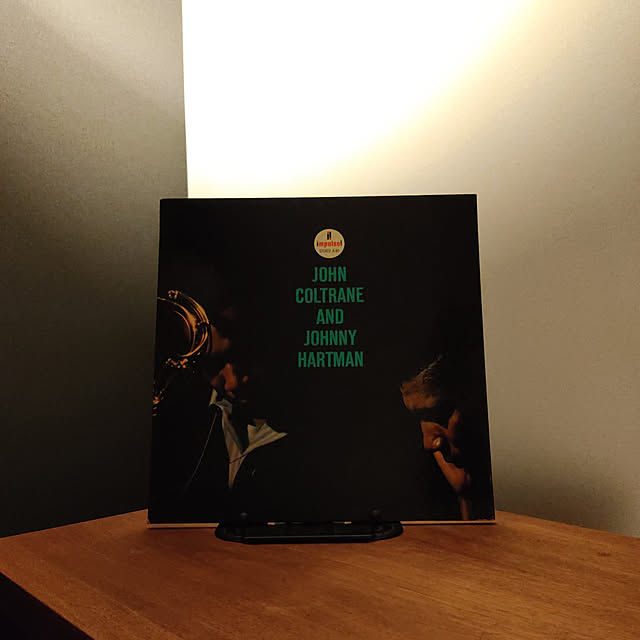 impulse!
JOHN
COLTRANE
AND
JOHNNY
HARTMAN